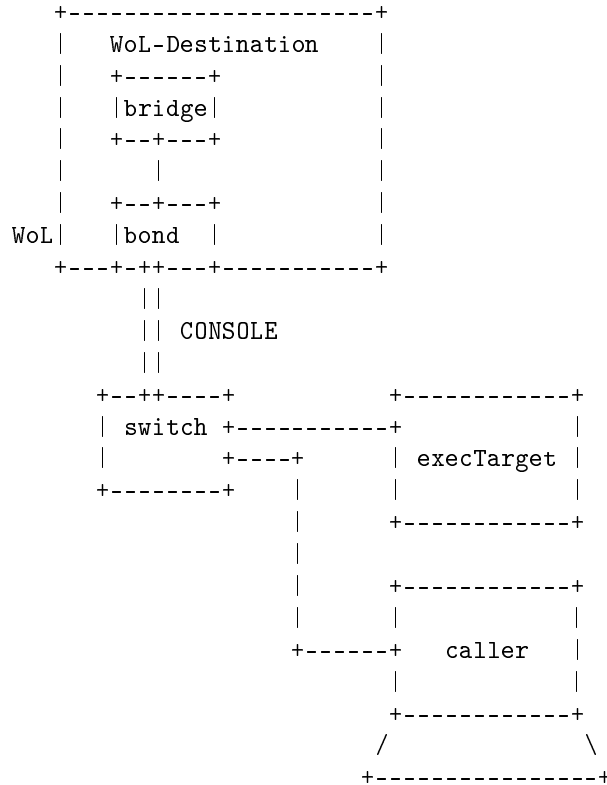 WoL-Destination
bridge
WoL
bond
CONSOLE
switch
execTarget
caller